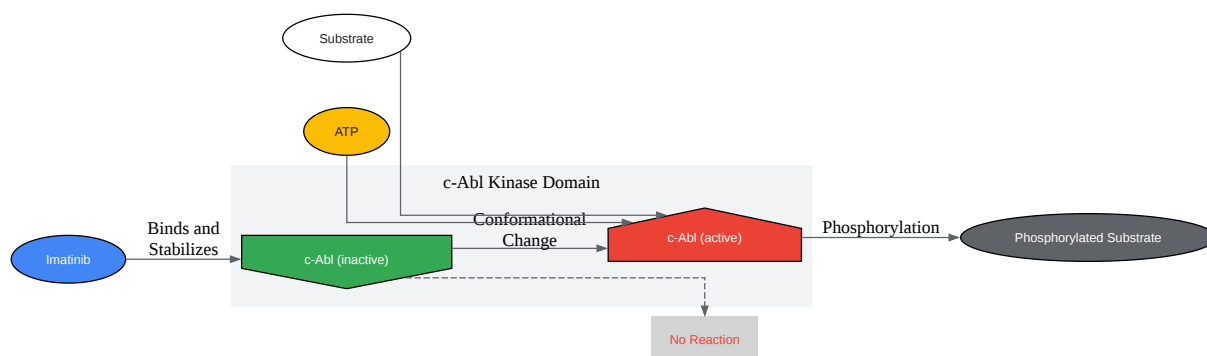 Substrate
ATP
c-Abl Kinase Domain
Binds and
Stabilizes
Conformational
Change
Phosphorylation
Imatinib
c-Abl (inactive)
c-Abl (active)
Phosphorylated Substrate
No Reaction